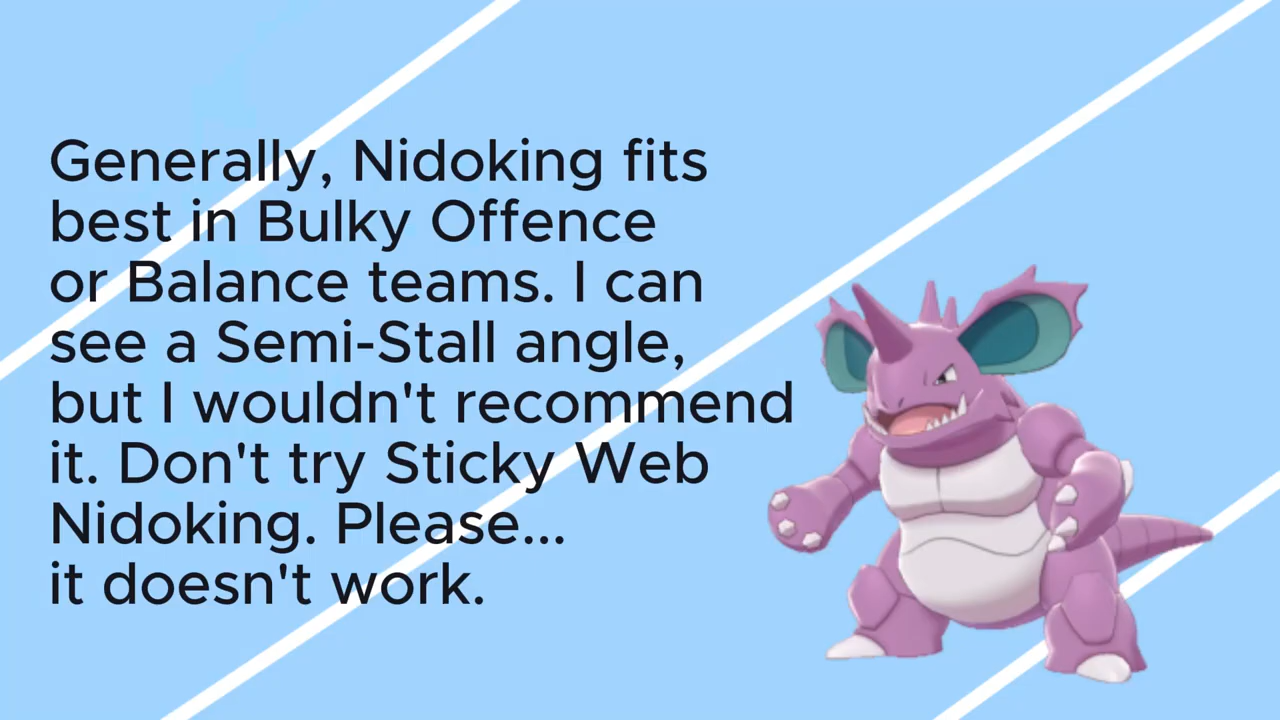 Generally, Nidoking fits
best in Bulky Offence
or Balance teams. I can
see a Semi-Stall angle,
but I wouldn't recommend
it. Don't try Sticky Web
Nidoking. Please...
it doesn't work.